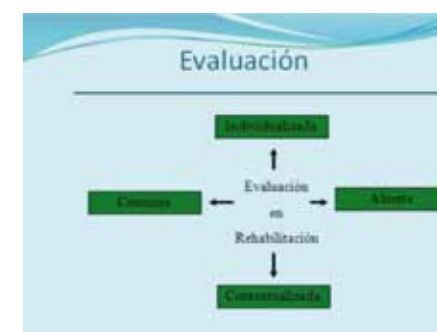 Evaluación
Individualizada
Evaluación
Continua
Abierta
en
Rehabilitación
Contextualizada